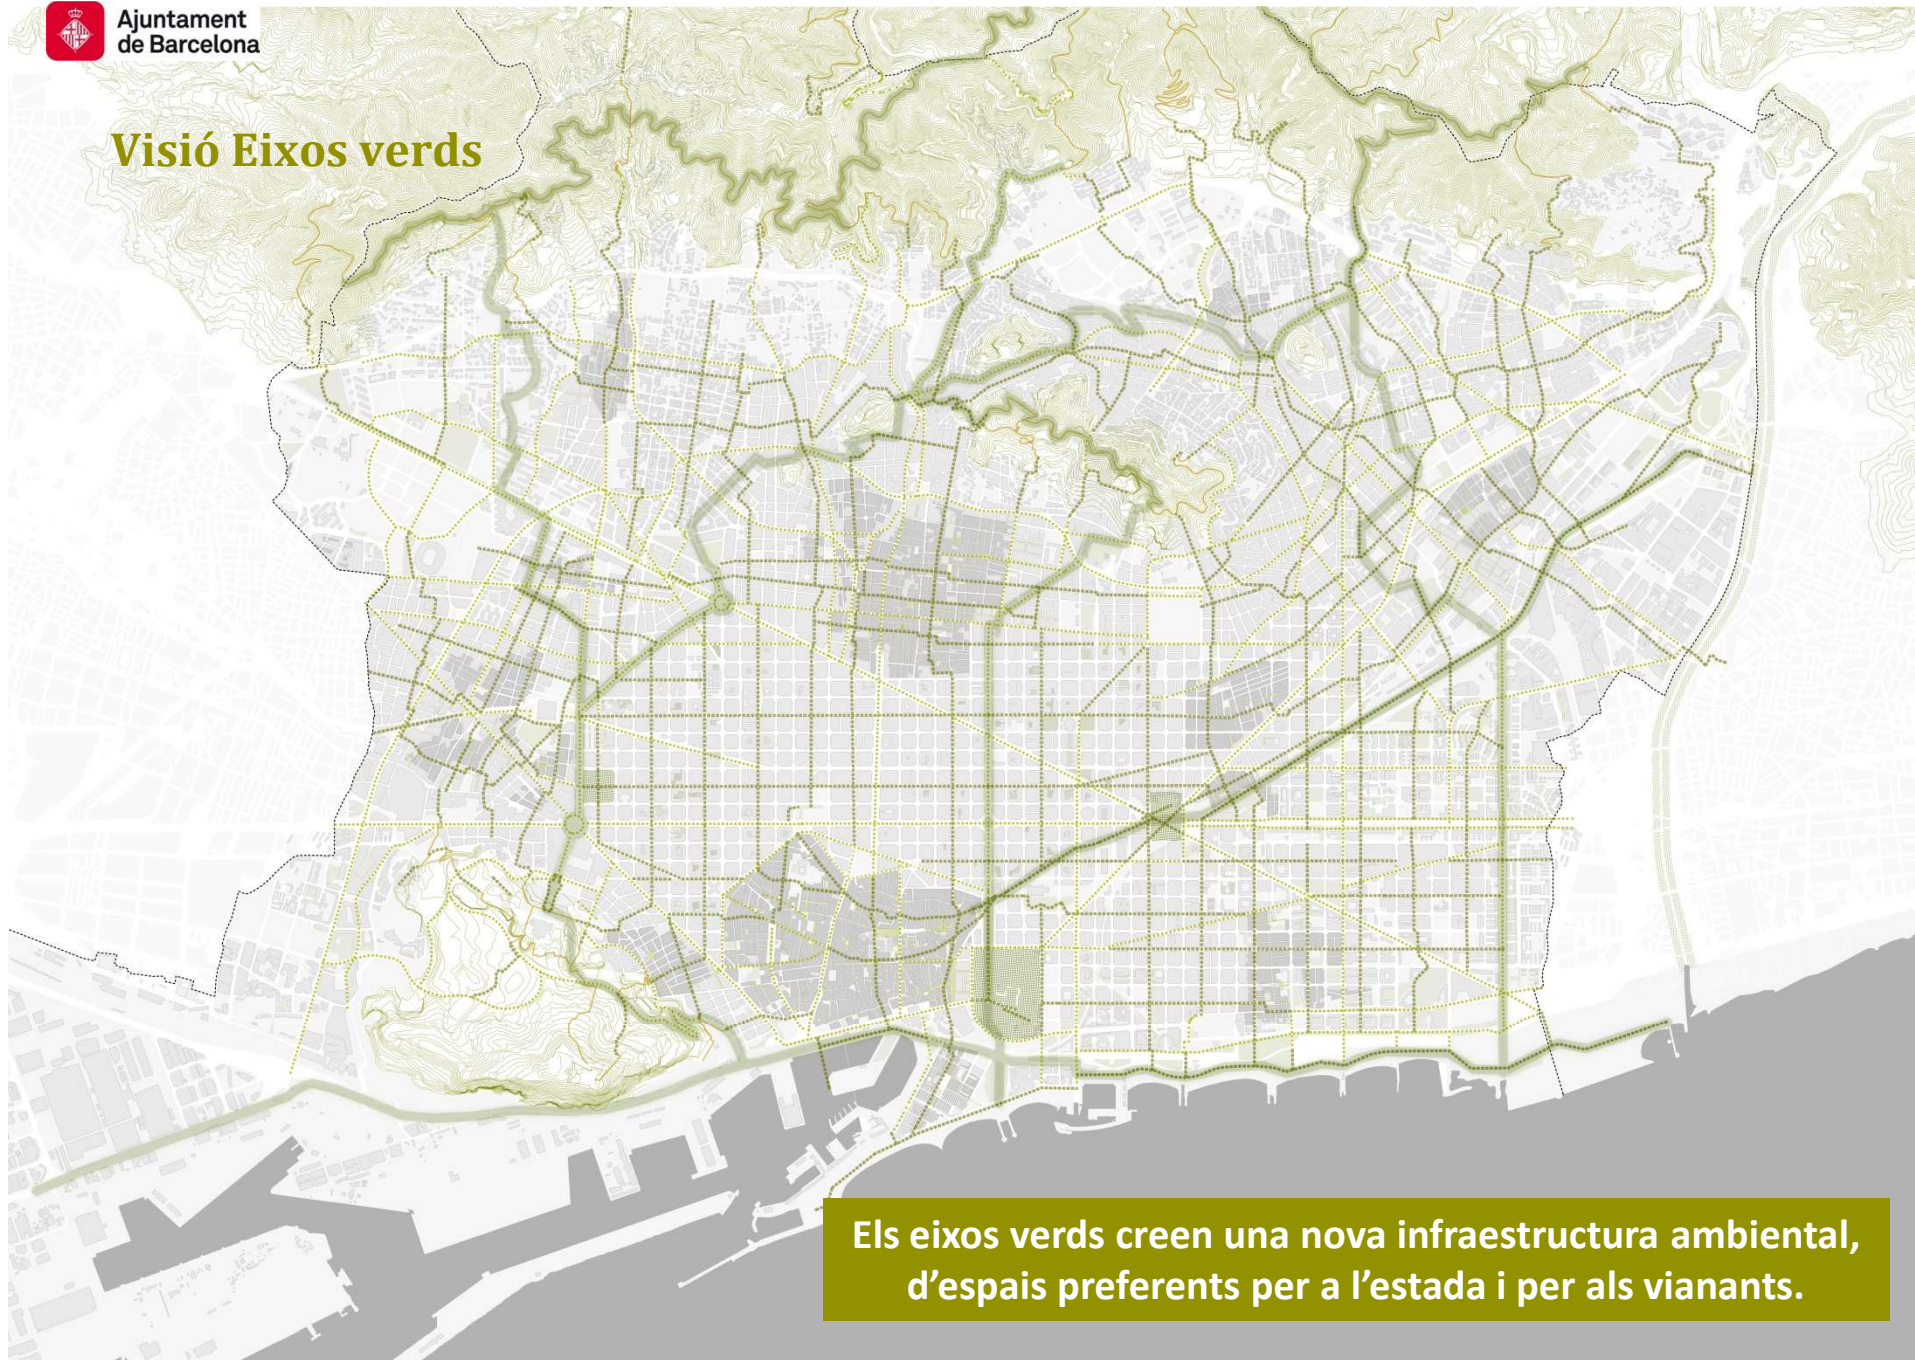 Ajuntament
de Barcelona
Visió Eixos verds
Els eixos verds creen una nova infraestructura ambiental,
d’espais preferents per a l’estada i per als vianants.